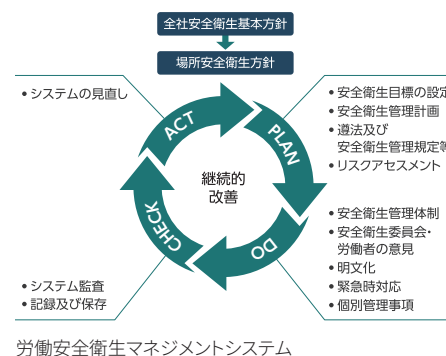 全社安全衛生基本方針
場所安全衛生方針
• システムの見直し
• 安全衛生目標の設定
• 安全衛生管理計画
• 遵法及び
安全衛生管理規定等
• リスクアセスメント
ACT
PLAN
継続的
改善
CHECK
DO
• 安全衛生管理体制
• 安全衛生委員会・
労働者の意見
• 明文化
• 緊急時対応
• 個別管理事項
• システム監査
• 記録及び保存
労働安全衛生マネジメントシステム